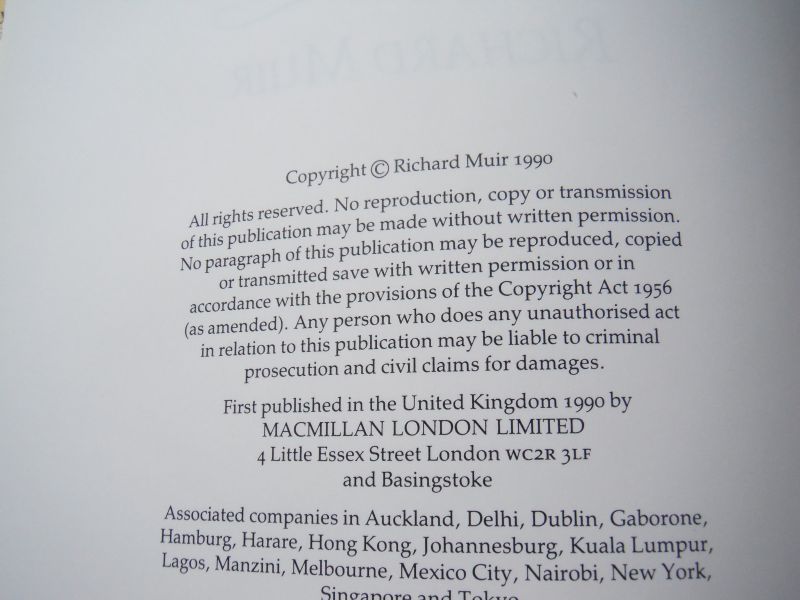 RICHARD MUIR
Copyright © Richard Muir 1990
All rights reserved. No reproduction, copy or transmission
of this publication may be made without written permission.
No paragraph of this publication may be reproduced, copied
or transmitted save with written permission or in
accordance with the provisions of the Copyright Act 1956
(as amended). Any person who does any unauthorised act
in relation to this publication may be liable to criminal
prosecution and civil claims for damages.
First published in the United Kingdom 1990 by
MACMILLAN LONDON LIMITED
4 Little Essex Street London WC2R 3LF
and Basingstoke
Associated companies in Auckland, Delhi, Dublin, Gaborone,
Hamburg, Harare, Hong Kong, Johannesburg, Kuala Lumpur,
Lagos, Manzini, Melbourne, Mexico City, Nairobi, New York,
Singapore and Tokyo